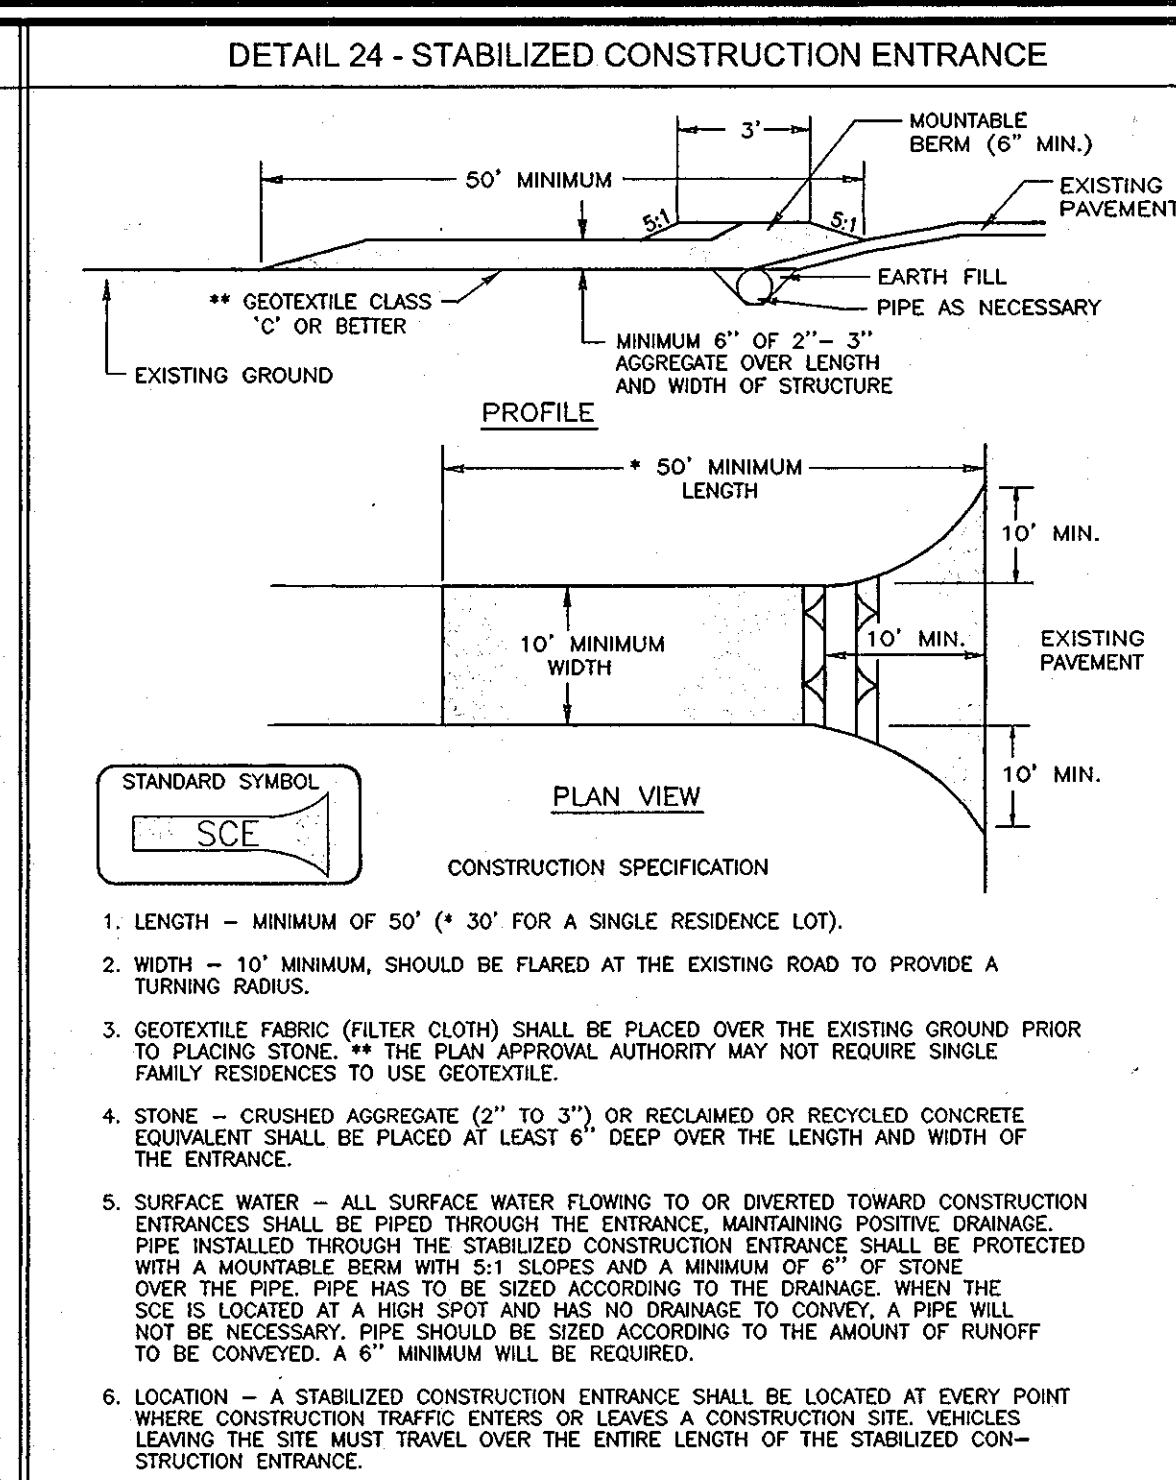 DETAIL 24 - STABILIZED CONSTRUCTION ENTRANCE
3'
MOUNTABLE
BERM (6" MIN.)
50' MINIMUM
EXISTING
PAVEMENT
5:1
5:1
** GEOTEXTILE CLASS
'C' OR BETTER
EARTH FILL
PIPE AS NECESSARY
MINIMUM 6" OF 2"– 3"
AGGREGATE OVER LENGTH
AND WIDTH OF STRUCTURE
EXISTING GROUND
PROFILE
* 50' MINIMUM
LENGTH
10' MIN.
10' MINIMUM
WIDTH
10' MIN.
EXISTING
PAVEMENT
10' MIN.
STANDARD SYMBOL
SCE
PLAN VIEW
CONSTRUCTION SPECIFICATION
1. LENGTH – MINIMUM OF 50' (* 30' FOR A SINGLE RESIDENCE LOT).
2. WIDTH – 10' MINIMUM, SHOULD BE FLARED AT THE EXISTING ROAD TO PROVIDE A
TURNING RADIUS.
3. GEOTEXTILE FABRIC (FILTER CLOTH) SHALL BE PLACED OVER THE EXISTING GROUND PRIOR
TO PLACING STONE. ** THE PLAN APPROVAL AUTHORITY MAY NOT REQUIRE SINGLE
FAMILY RESIDENCES TO USE GEOTEXTILE.
4. STONE – CRUSHED AGGREGATE (2" TO 3") OR RECLAIMED OR RECYCLED CONCRETE
EQUIVALENT SHALL BE PLACED AT LEAST 6" DEEP OVER THE LENGTH AND WIDTH OF
THE ENTRANCE.
5. SURFACE WATER – ALL SURFACE WATER FLOWING TO OR DIVERTED TOWARD CONSTRUCTION
ENTRANCES SHALL BE PIPED THROUGH THE ENTRANCE, MAINTAINING POSITIVE DRAINAGE.
PIPE INSTALLED THROUGH THE STABILIZED CONSTRUCTION ENTRANCE SHALL BE PROTECTED
WITH A MOUNTABLE BERM WITH 5:1 SLOPES AND A MINIMUM OF 6" OF STONE
OVER THE PIPE. PIPE HAS TO BE SIZED ACCORDING TO THE DRAINAGE. WHEN THE
SCE IS LOCATED AT A HIGH SPOT AND HAS NO DRAINAGE TO CONVEY, A PIPE WILL
NOT BE NECESSARY. PIPE SHOULD BE SIZED ACCORDING TO THE AMOUNT OF RUNOFF
TO BE CONVEYED. A 6" MINIMUM WILL BE REQUIRED.
6. LOCATION – A STABILIZED CONSTRUCTION ENTRANCE SHALL BE LOCATED AT EVERY POINT
WHERE CONSTRUCTION TRAFFIC ENTERS OR LEAVES A CONSTRUCTION SITE. VEHICLES
LEAVING THE SITE MUST TRAVEL OVER THE ENTIRE LENGTH OF THE STABILIZED CON–
STRUCTION ENTRANCE.